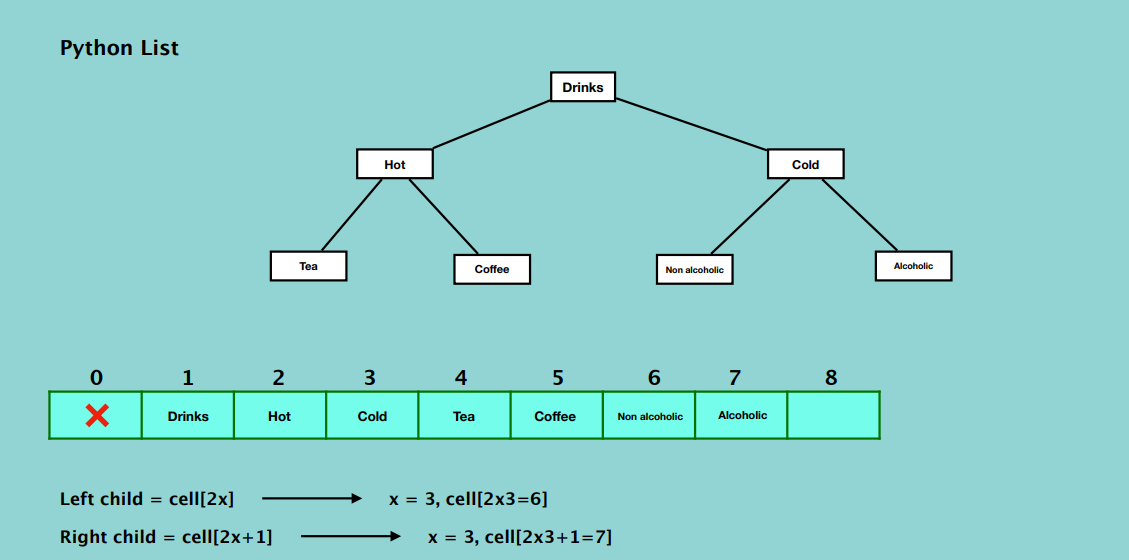 Python List
Drinks
Hot
Cold
Tea
Coffee
Non alcoholic
Alcoholic
0 1 2 3 4 5 6 7 8
Drinks Hot Cold Tea Coffee Non alcoholic Alcoholic
Left child = cell[2x] x = 3, cell[2x3=6]
Right child = cell[2x+1] x = 3, cell[2x3+1=7]